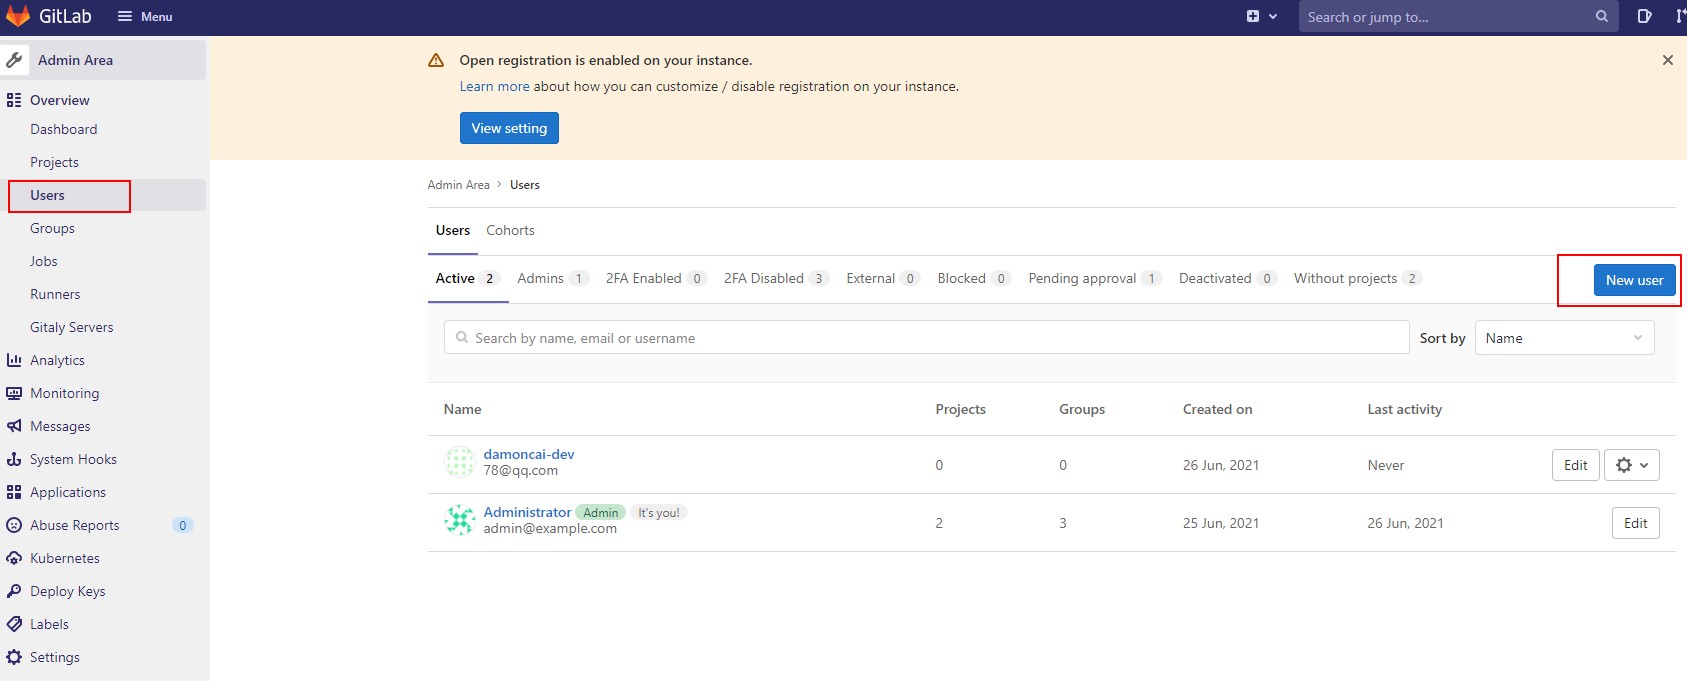 GitLab Menu Search or jump to...
Admin Area
Overview
Dashboard
Projects
Users
Groups
Jobs
Runners
Gitaly Servers
Analytics
Monitoring
Messages
System Hooks
Applications
Abuse Reports 0
Kubernetes
Deploy Keys
Labels
Settings
Open registration is enabled on your instance.
Learn more about how you can customize / disable registration on your instance.
View setting
Admin Area > Users
Users Cohorts
Active 2 Admins 1 2FA Enabled 0 2FA Disabled 3 External 0 Blocked 0 Pending approval 1 Deactivated 0 Without projects 2 New user
Search by name, email or username Sort by Name
Name Projects Groups Created on Last activity
damoncai-dev
78@qq.com 0 0 26 Jun, 2021 Never Edit
Administrator Admin It's you!
admin@example.com 2 3 25 Jun, 2021 26 Jun, 2021 Edit